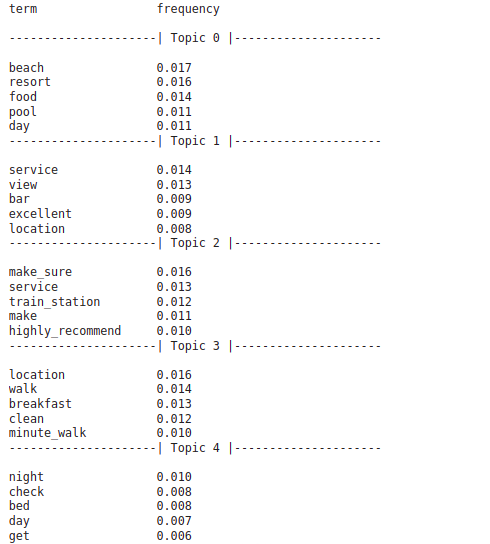 term frequency
---------------------| Topic 0 |---------------------
beach 0.017
resort 0.016
food 0.014
pool 0.011
day 0.011
---------------------| Topic 1 |---------------------
service 0.014
view 0.013
bar 0.009
excellent 0.009
location 0.008
---------------------| Topic 2 |---------------------
make_sure 0.016
service 0.013
train_station 0.012
make 0.011
highly_recommend 0.010
---------------------| Topic 3 |---------------------
location 0.016
walk 0.014
breakfast 0.013
clean 0.012
minute_walk 0.010
---------------------| Topic 4 |---------------------
night 0.010
check 0.008
bed 0.008
day 0.007
get 0.006